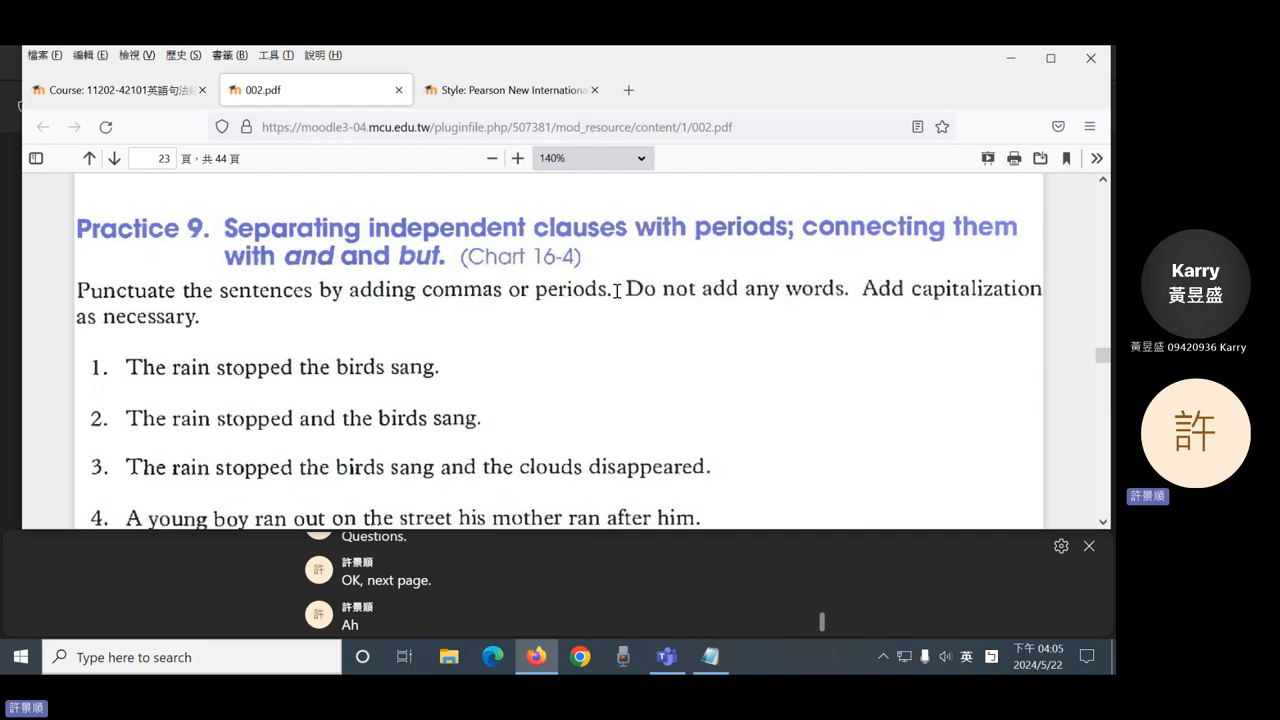 檔案 (F) 編輯 (E) 檢視 (V) 歷史 (S) 書籤 (B) 工具 (T) 說明 (H)
Course: 11202-42101英語句法
002.pdf
Style: Pearson New Internationa
https://moodle3-04.mcu.edu.tw/pluginfile.php/507381/mod_resource/content/1/002.pdf
23 頁，共 44 頁
140%
Practice 9. Separating independent clauses with periods; connecting them
with and and but. (Chart 16-4)
Punctuate the sentences by adding commas or periods. Do not add any words. Add capitalization
as necessary.
1. The rain stopped the birds sang.
2. The rain stopped and the birds sang.
3. The rain stopped the birds sang and the clouds disappeared.
4. A young boy ran out on the street his mother ran after him.
Karry
黃昱盛
黃昱盛 09420936 Karry
許
許景順
Questions.
許
許景順
OK, next page.
許
許景順
Ah
Type here to search
英
下午 04:05
2024/5/22
許景順